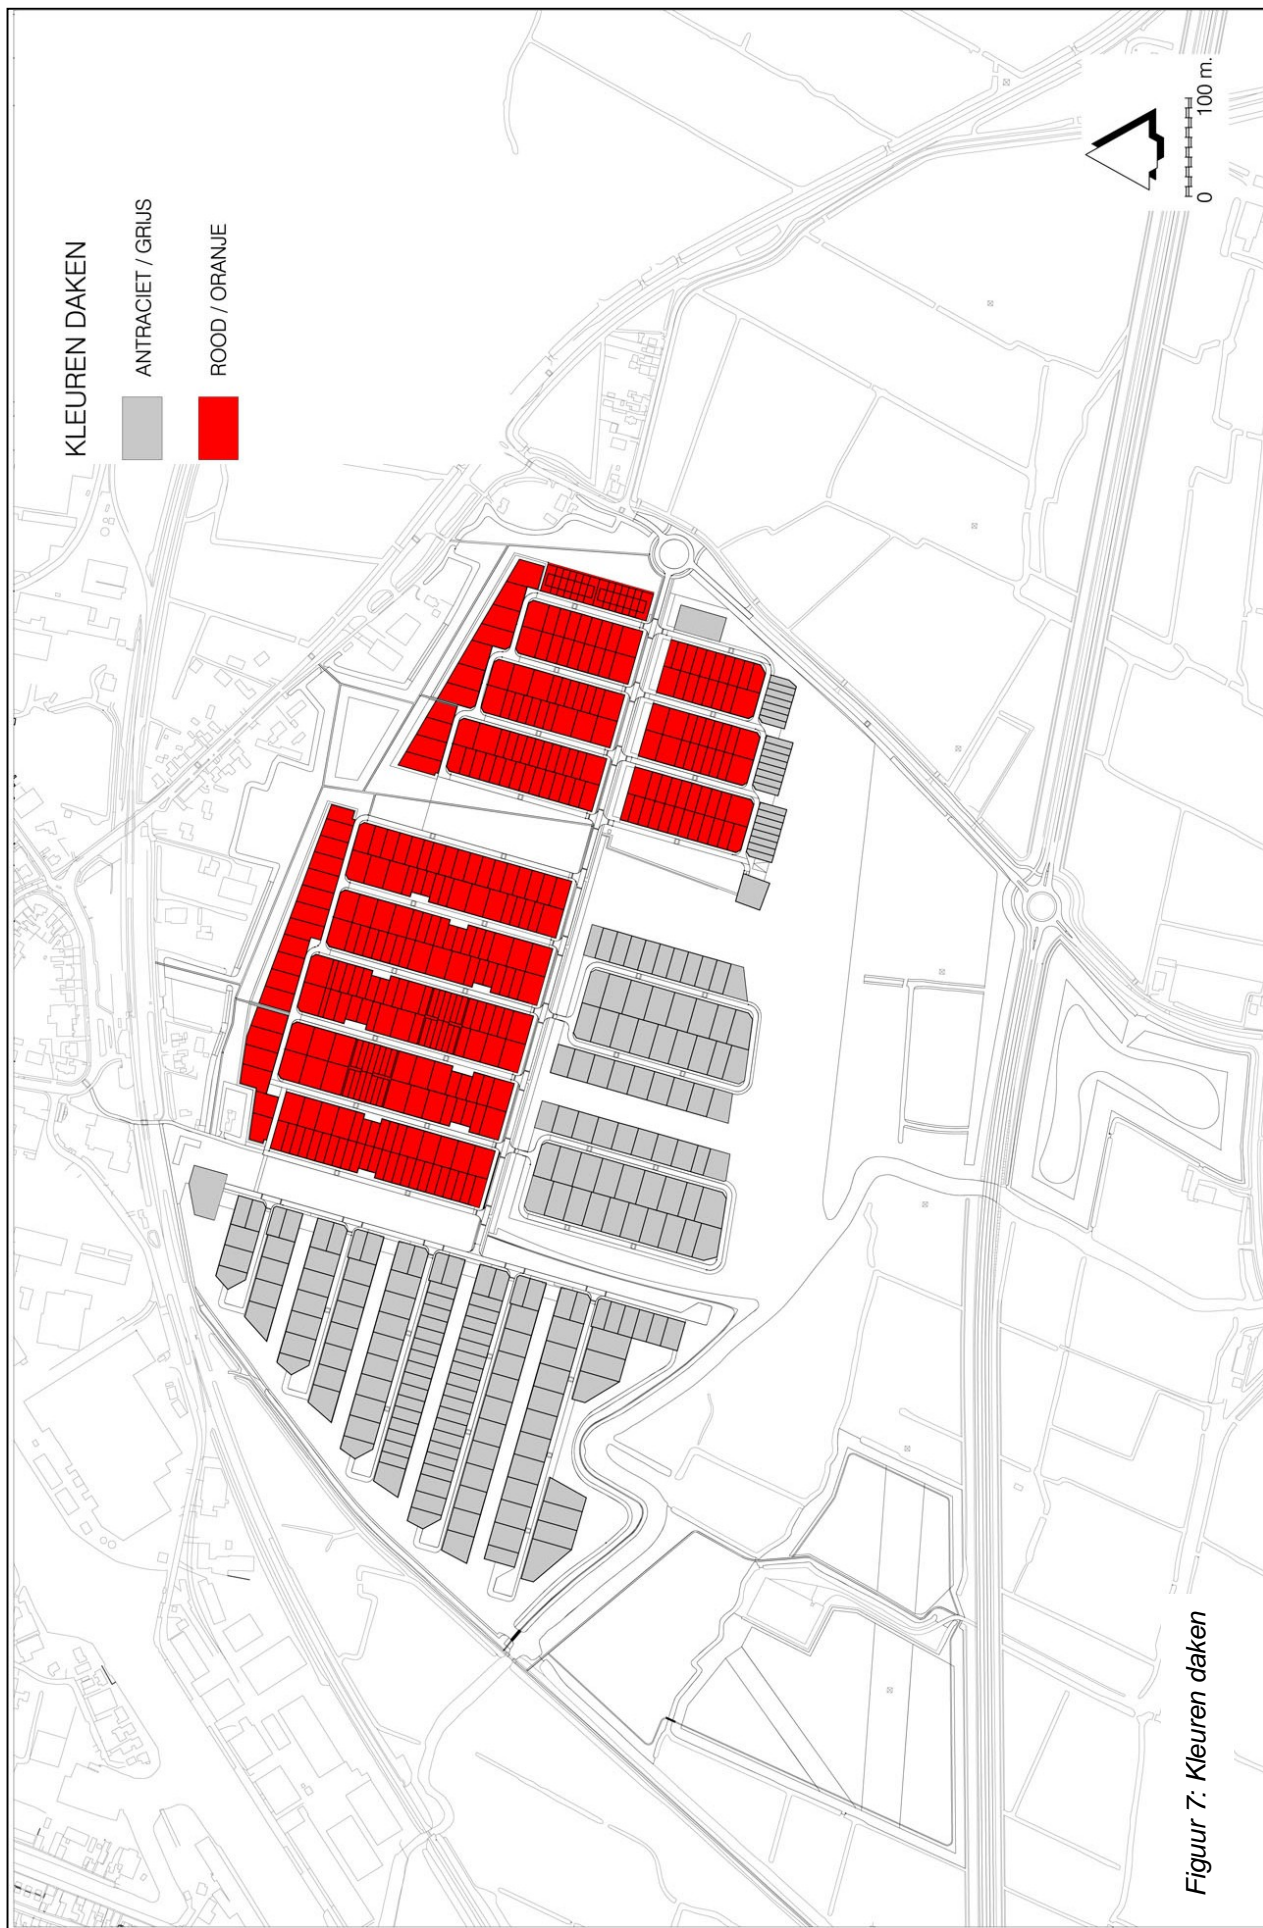 KLEUREN DAKEN
ANTRACIET / GRIJS
ROOD / ORANJE
0 100 m.
Figuur 7: Kleuren daken